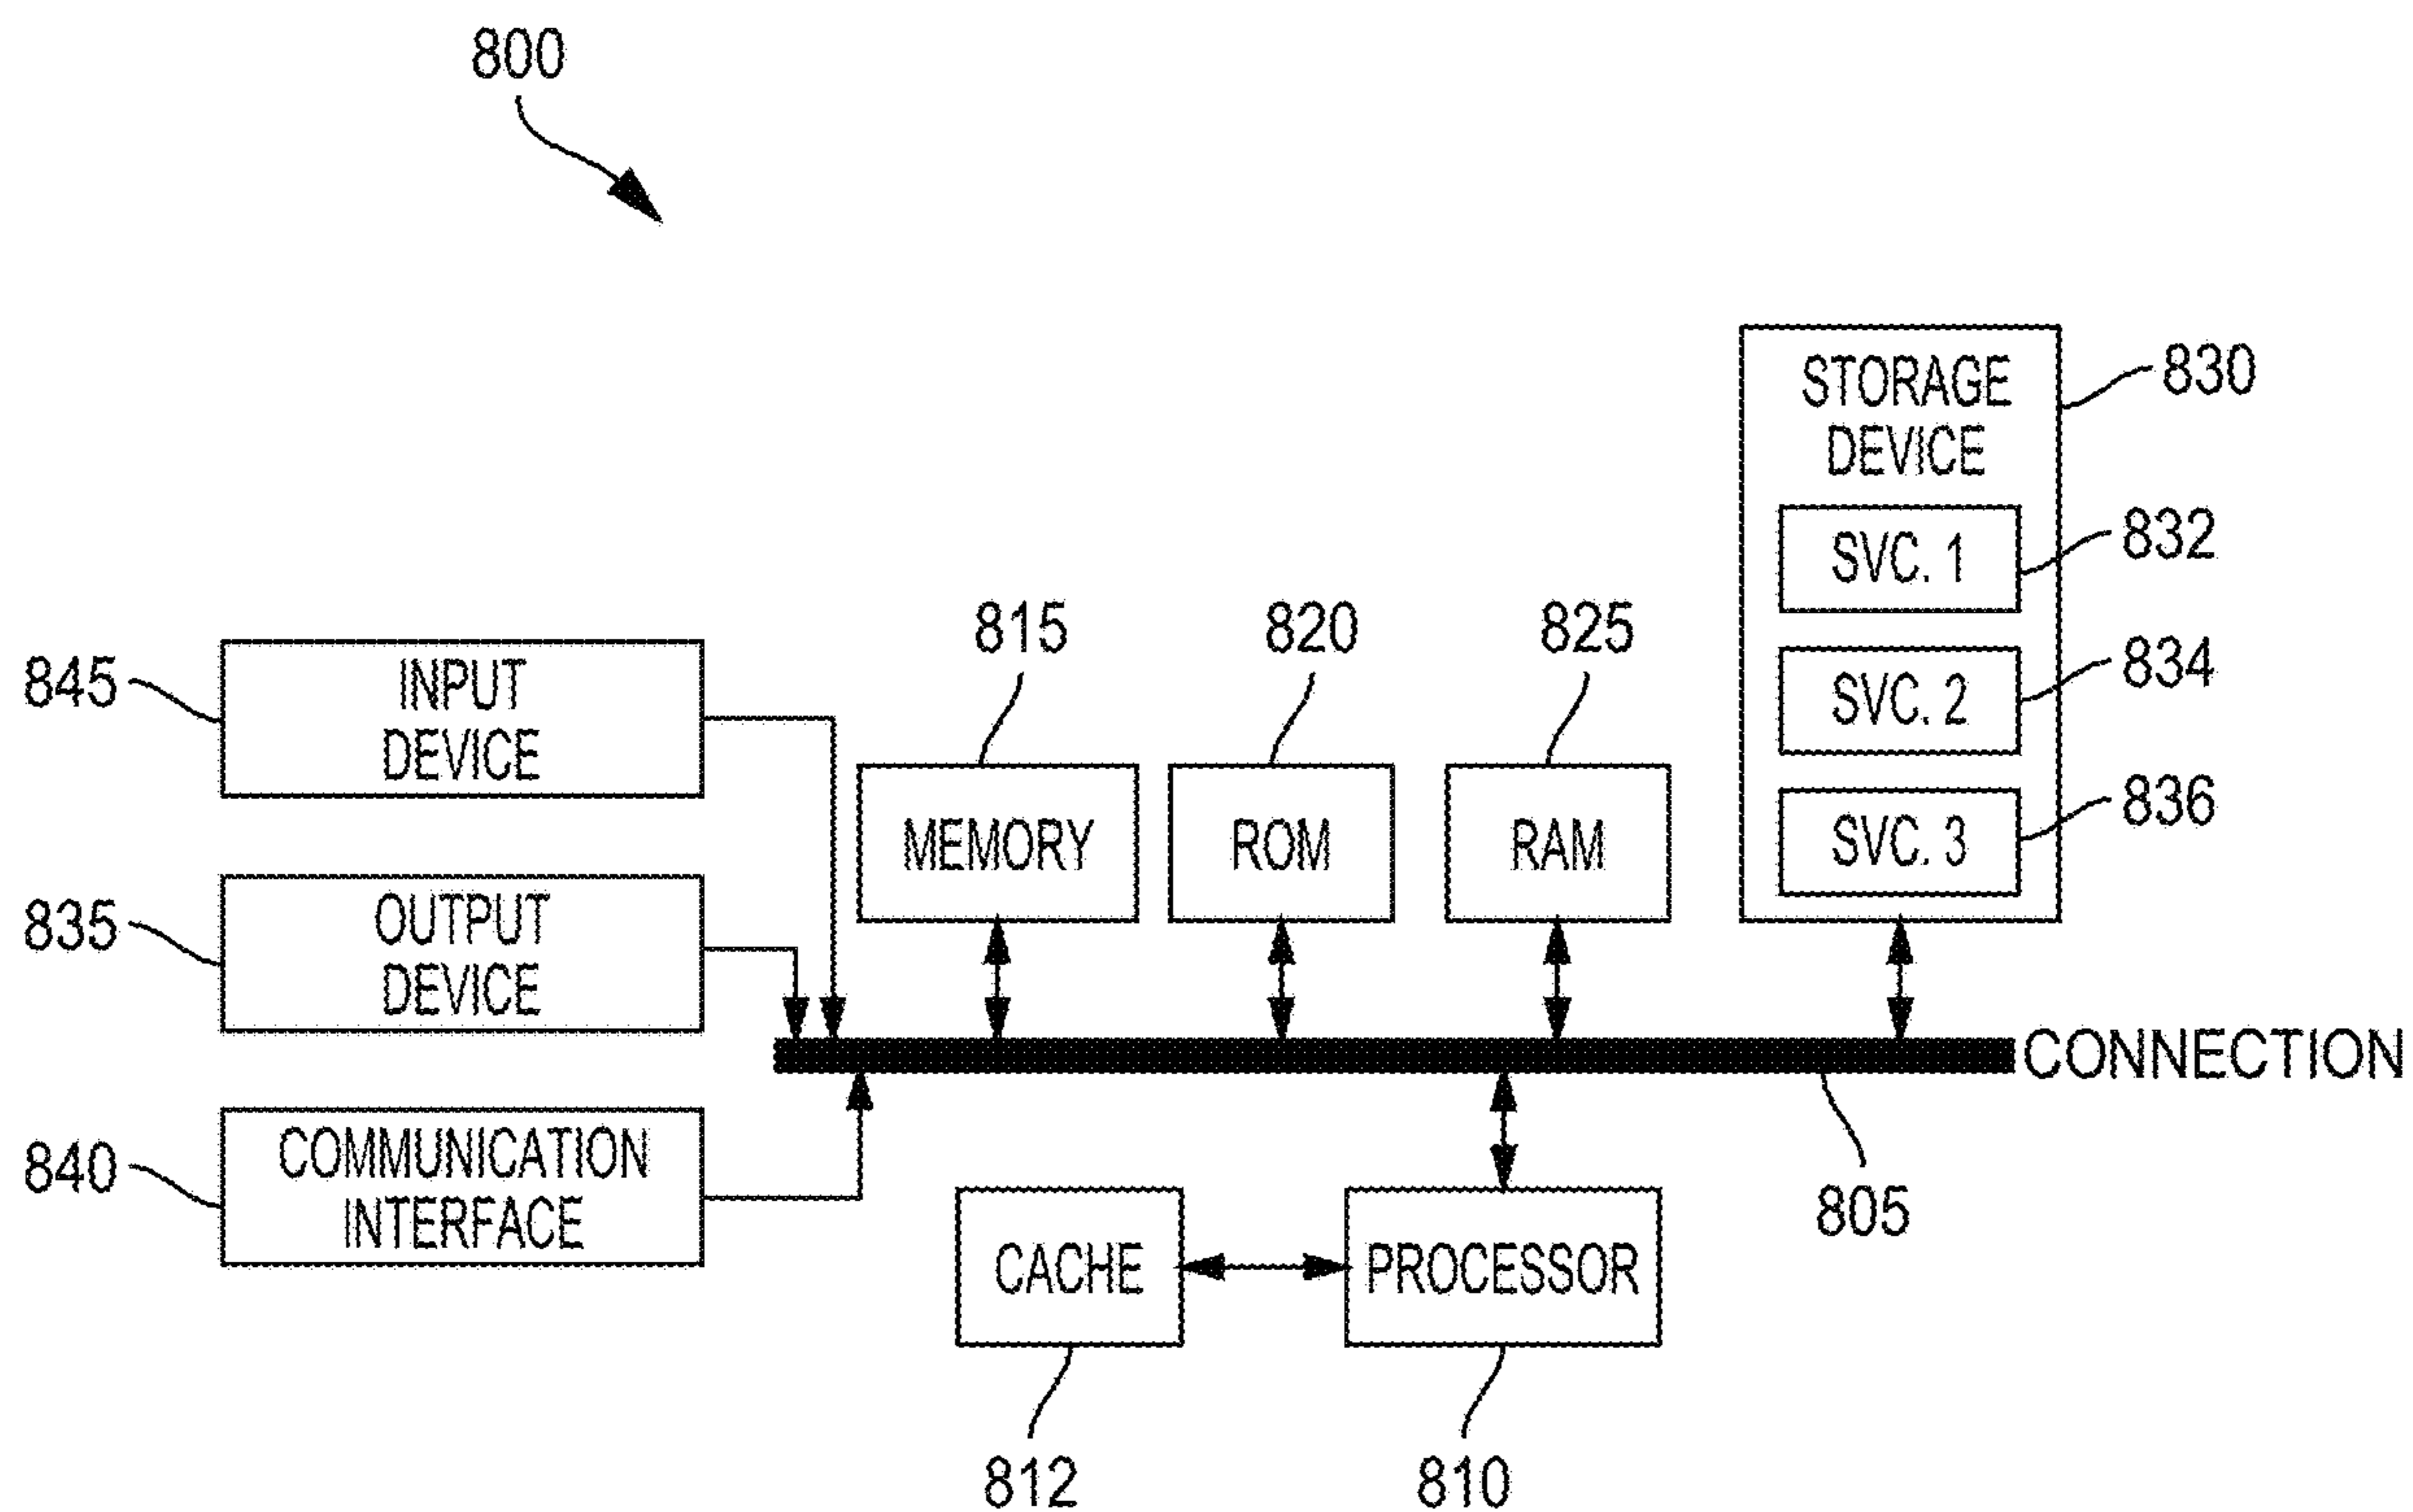 800
STORAGE
DEVICE
830
SVC. 1
832
SVC. 2
834
SVC. 3
836
815
820
825
845
INPUT
DEVICE
MEMORY
ROM
RAM
835
OUTPUT
DEVICE
CONNECTION
840
COMMUNICATION
INTERFACE
805
CACHE
PROCESSOR
812
810